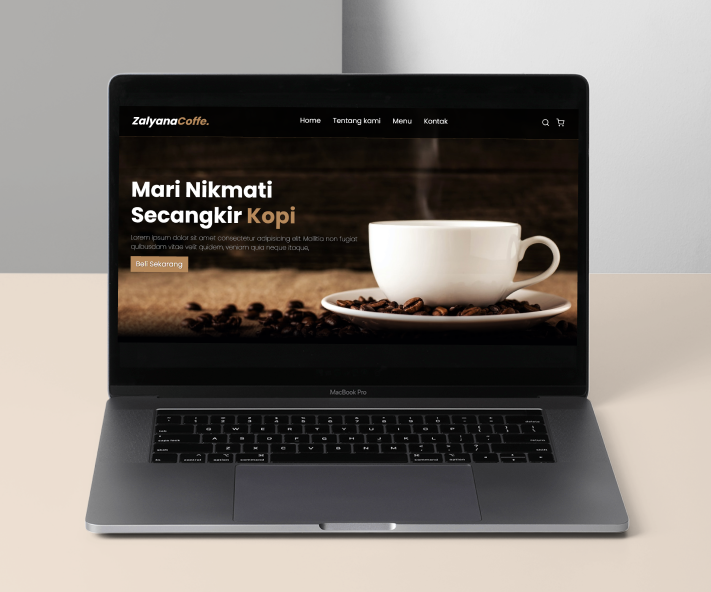 ZalyanaCoffe.
Home Tentang kami Menu Kontak
Mari Nikmati
Secangkir Kopi
Lorem ipsum dolor sit amet consectetur adipisicing elit Mollitia non fugiat
quibusdam vitae velit quidem, veniam quia neque itaque,
Beli Sekarang
MacBook Pro
Q W E R T Y U I O P
A S D F G H J K L
Z X C V B N M